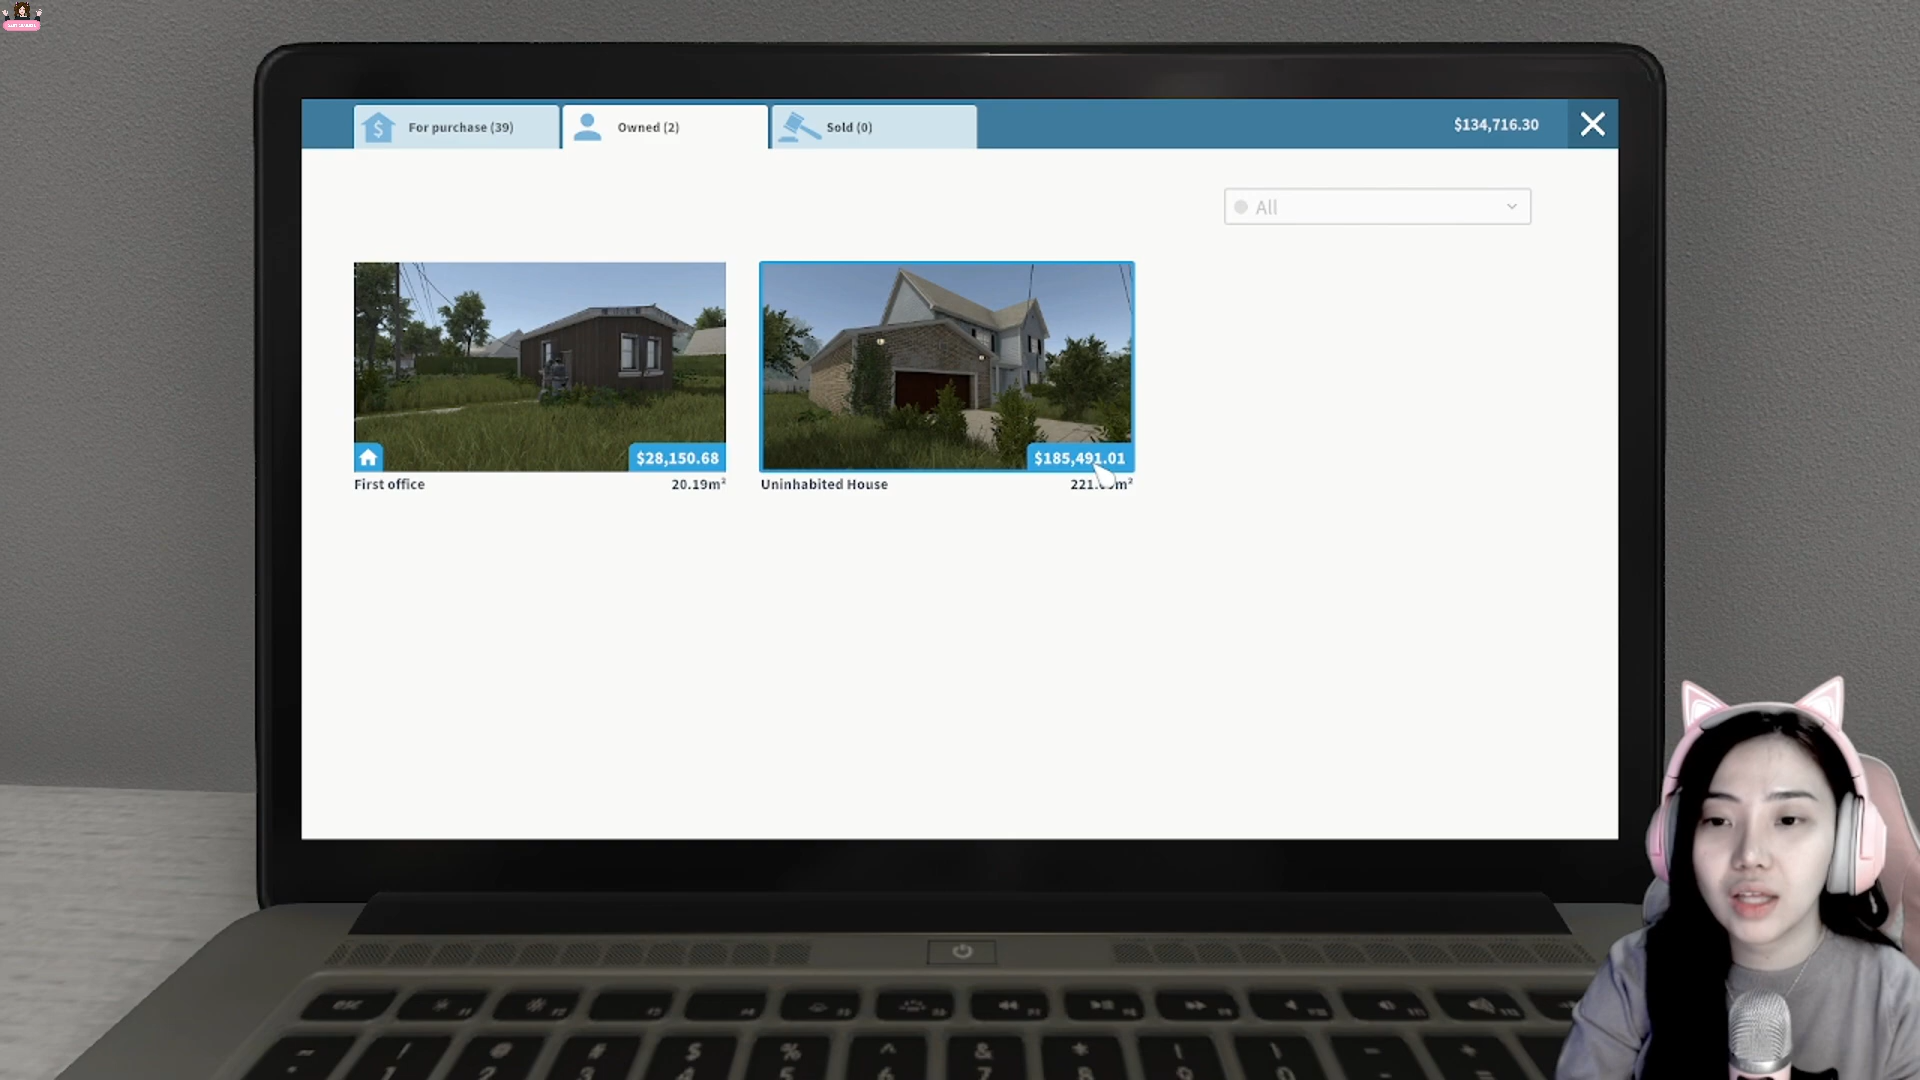 For purchase (39)
Owned (2)
Sold (0)
$134,716.30
All
$28,150.68
$185,491.01
First office
20.19m²
Uninhabited House
esc